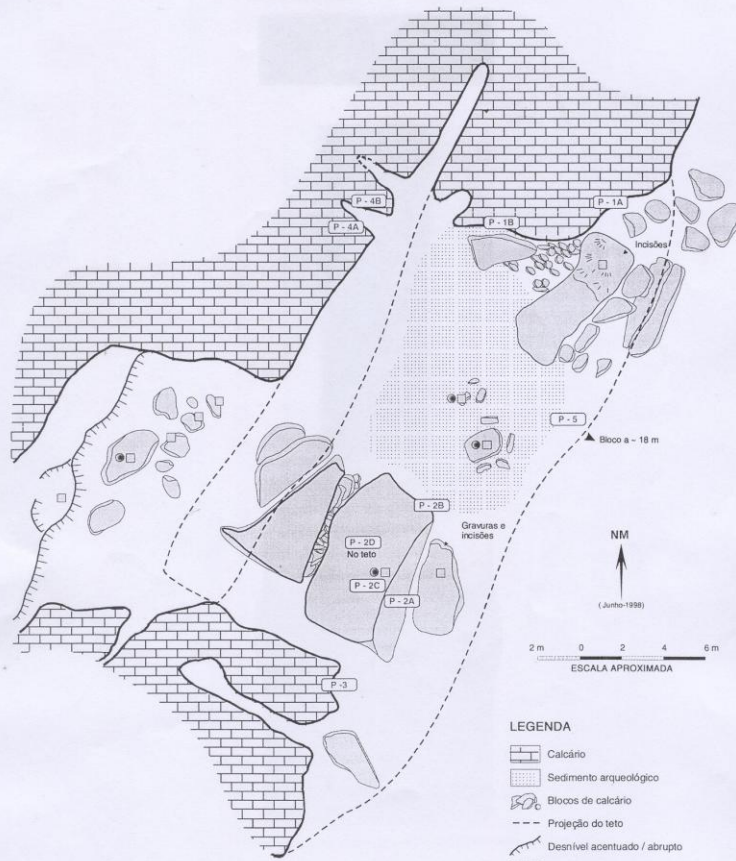 P - 4B
P - 4A
P - 1A
P - 1B
Incisões
P - 5
Bloco a ~ 18 m
P - 2B
Gravuras e
incisões
P - 2D
No teto
P - 2C
P - 2A
P -3
NM
(Junho-1998)
2 m 0 2 4 6 m
ESCALA APROXIMADA
LEGENDA
Calcário
Sedimento arqueológico
Blocos de calcário
Projeção do teto
Desnível acentuado / abrupto